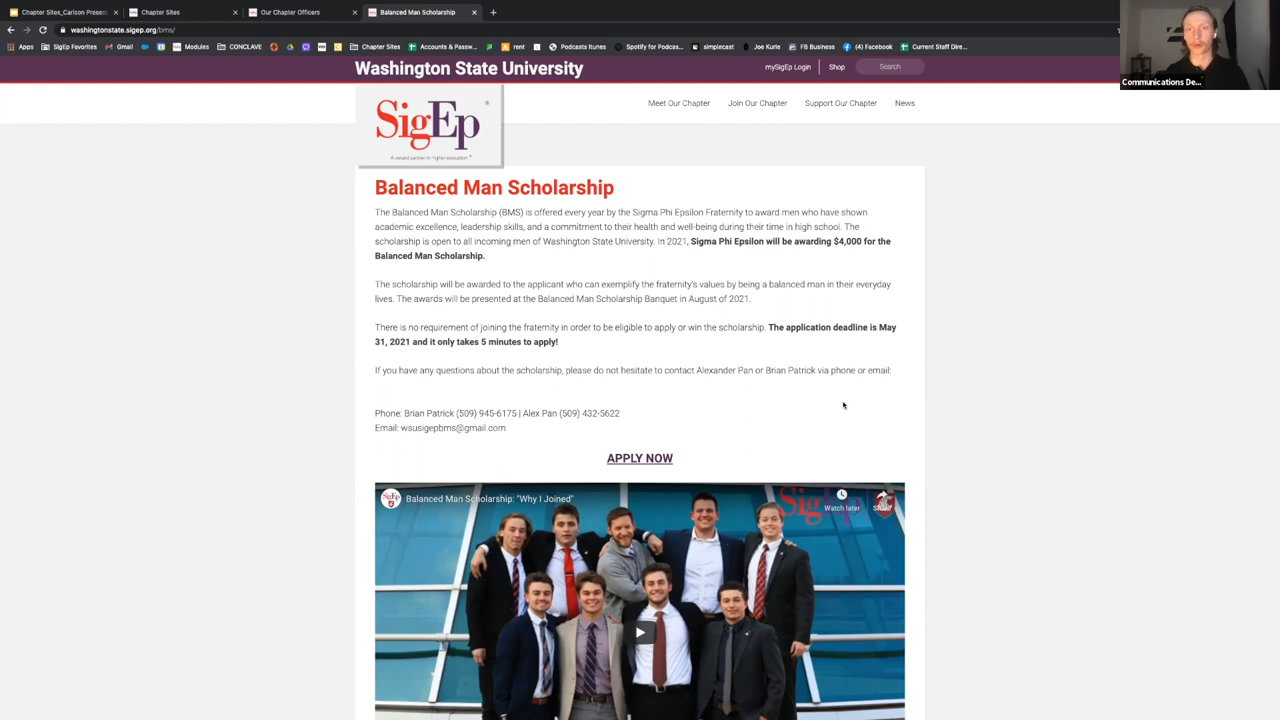 Chapter Sites_Carlson Presen
Chapter Sites
Our Chapter Officers
Balanced Man Scholarship
washingtonstate.sigep.org/bms/
Apps
SigEp Favorites
Gmail
Modules
CONCLAVE
Chapter Sites
Accounts & Passw...
rent
Podcastss Itunes
Spotify for Podcas...
simplecast
Joe Kurle
FB Business
(4) Facebook
Current Staff Dire...
Communications De...
Washington State University
mySigEp Login
Shop
Search
SigEp
A valued partner in higher education.
Meet Our Chapter
Join Our Chapter
Support Our Chapter
News
Balanced Man Scholarship
The Balanced Man Scholarship (BMS) is offered every year by the Sigma Phi Epsilon Fraternity to award men who have shown
academic excellence, leadership skills, and a commitment to their health and well-being during their time in high school. The
scholarship is open to all incoming men of Washington State University. In 2021, Sigma Phi Epsilon will be awarding $4,000 for the
Balanced Man Scholarship.
The scholarship will be awarded to the applicant who can exemplify the fraternity's values by being a balanced man in their everyday
lives. The awards will be presented at the Balanced Man Scholarship Banquet in August of 2021.
There is no requirement of joining the fraternity in order to be eligible to apply or win the scholarship. The application deadline is May
31, 2021 and it only takes 5 minutes to apply!
If you have any questions about the scholarship, please do not hesitate to contact Alexander Pan or Brian Patrick via phone or email:
Phone: Brian Patrick (509) 945-6175 | Alex Pan (509) 432-5622
Email: wsusigepbms@gmail.com
APPLY NOW
Balanced Man Scholarship: "Why I Joined"
SigEp
Watch later
Share